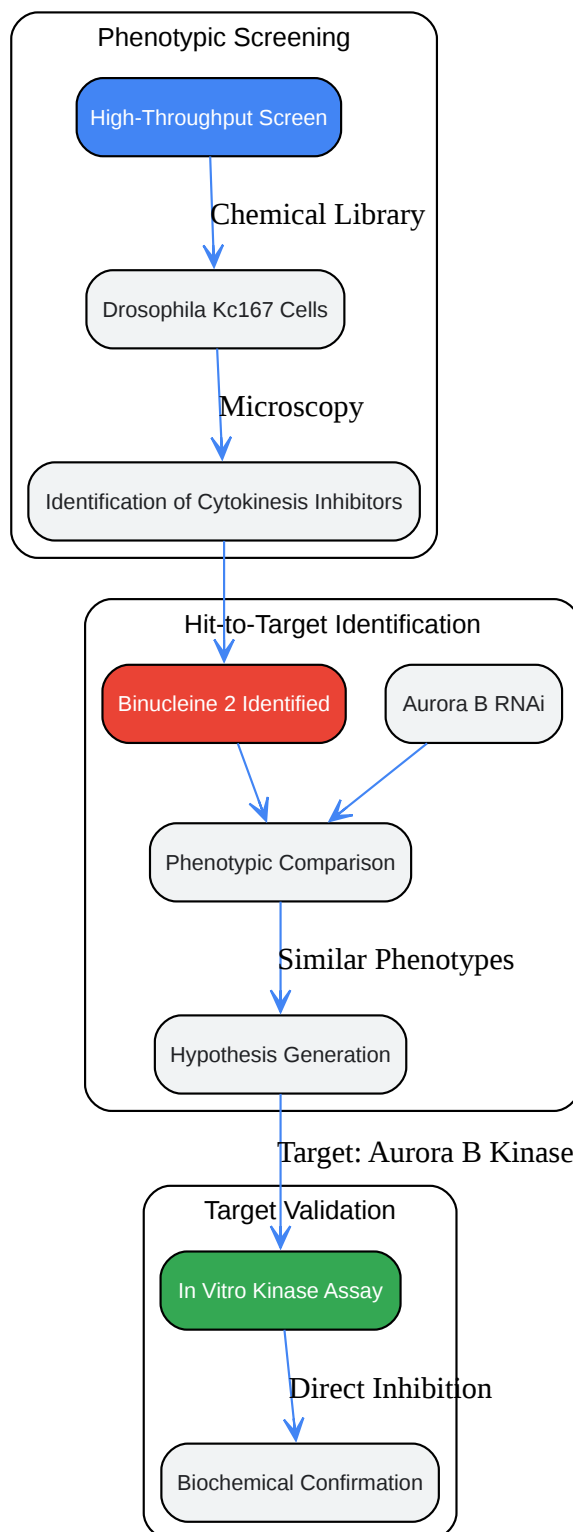 Phenotypic Screening
High-Throughput Screen
Chemical Library
Drosophila Kc167 Cells
Microscopy
Identification of Cytokinesis Inhibitors
Hit-to-Target Identification
Binucleine 2 Identified
Aurora B RNAi
Phenotypic Comparison
Similar Phenotypes
Hypothesis Generation
Target: Aurora B Kinase
Target Validation
In Vitro Kinase Assay
Direct Inhibition
Biochemical Confirmation